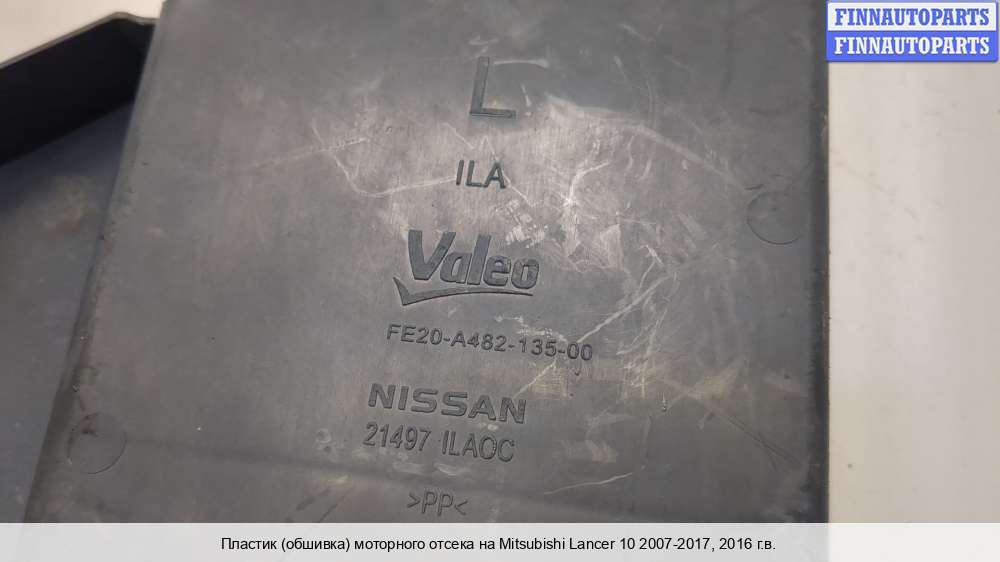 FINNAUTOPARTS
FINNAUTOPARTS
L
ILA
Valeo
FE20-A482-135-00
NISSAN
21497 ILAOC
>PP<
Пластик (обшивка) моторного отсека на Mitsubishi Lancer 10 2007-2017, 2016 г.в.